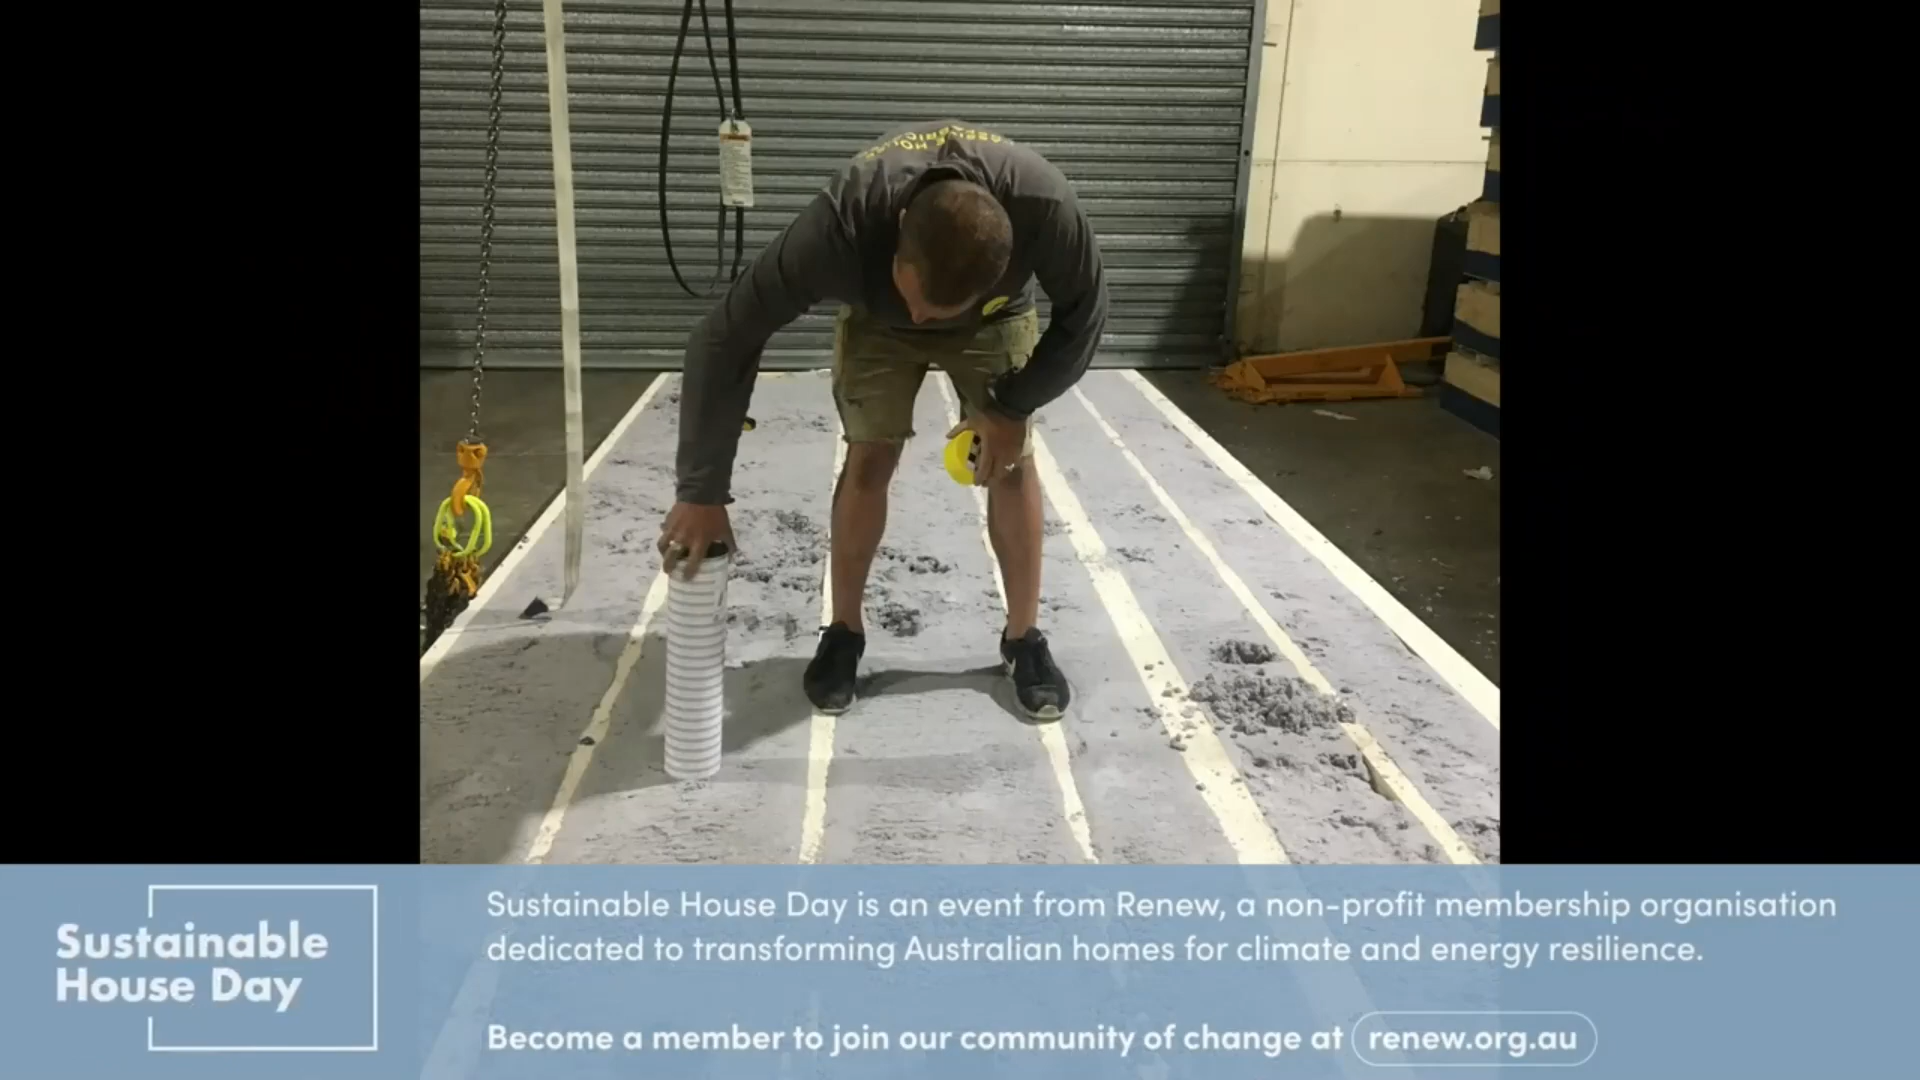 Sustainable
House Day
Sustainable House Day is an event from Renew, a non-profit membership organisation
dedicated to transforming Australian homes for climate and energy resilience.
Become a member to join our community of change at renew.org.au